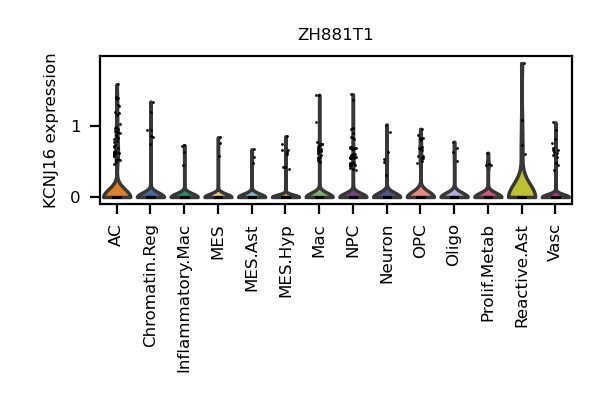 ZH881T1
KCNJ16 expression
1
0
AC
Chromatin.Reg
Inflammatory.Mac
MES
MES.Ast
MES.Hyp
Mac
NPC
Neuron
OPC
Oligo
Prolif.Metab
Reactive.Ast
Vasc